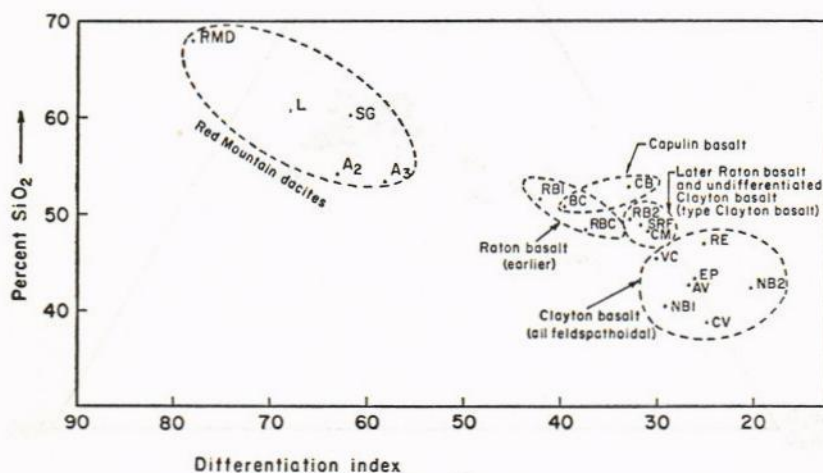 70
60
50
40
Percent SiO2 →
RMD
L
SG
A2
A3
Red Mountain dacites
Capulin basalt
Later Raton basalt
and undifferentiated
Clayton basalt
(type Clayton basalt)
RB1
BC
CB
RB2
RBC
SRF
CM
Raton basalt
(earlier)
VC
RE
EP
AV
NB2
NB1
CV
Clayton basalt
(all feldspathoidal)
90
80
70
60
50
40
30
20
Differentiation index